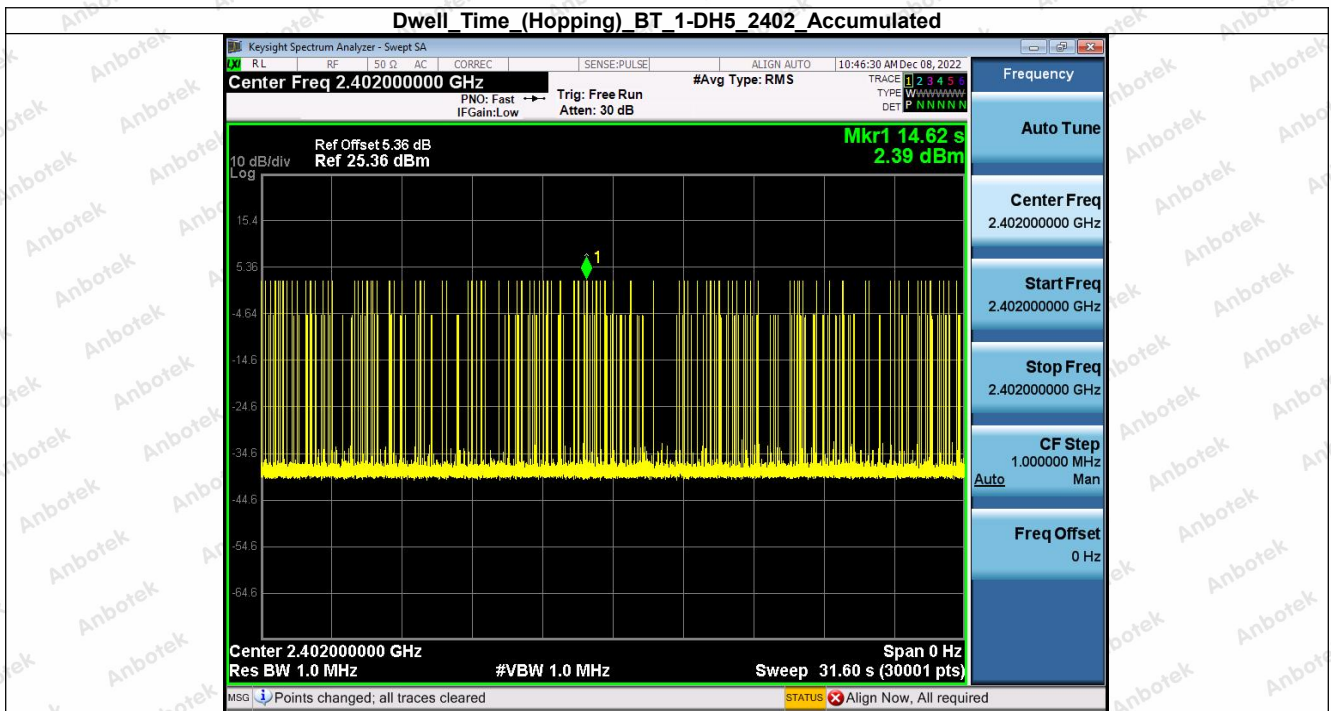 Dwell_Time_(Hopping)_BT_1-DH5_2402_Accumulated
Keysight Spectrum Analyzer - Swept SA
LXI RL RF 50 Ω AC CORREC SENSE:PULSE ALIGN AUTO 10:46:30 AM Dec 08, 2022
Center Freq 2.402000000 GHz
PNO: Fast
IFGain:Low
Trig: Free Run
Atten: 30 dB
#Avg Type: RMS
TRACE 1 2 3 4 5 6
TYPE WWWWWW
DET P N N N N N
Mkr1 14.62 s
2.39 dBm
Ref Offset 5.36 dB
10 dB/div Ref 25.36 dBm
Log
15.4
5.36
-4.64
-14.6
-24.6
-34.6
-44.6
-54.6
-64.6
1
Center 2.402000000 GHz Span 0 Hz
Res BW 1.0 MHz #VBW 1.0 MHz Sweep 31.60 s (30001 pts)
MSG Points changed; all traces cleared STATUS Align Now, All required
Frequency
Auto Tune
Center Freq
2.402000000 GHz
Start Freq
2.402000000 GHz
Stop Freq
2.402000000 GHz
CF Step
1.000000 MHz
Auto Man
Freq Offset
0 Hz
Anbotek